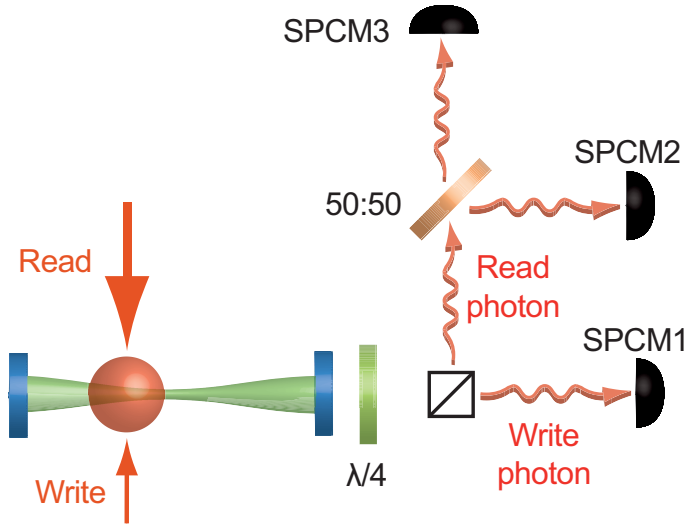 SPCM3
SPCM2
50:50
Read
Read
photon
SPCM1
λ/4
Write
photon
Write